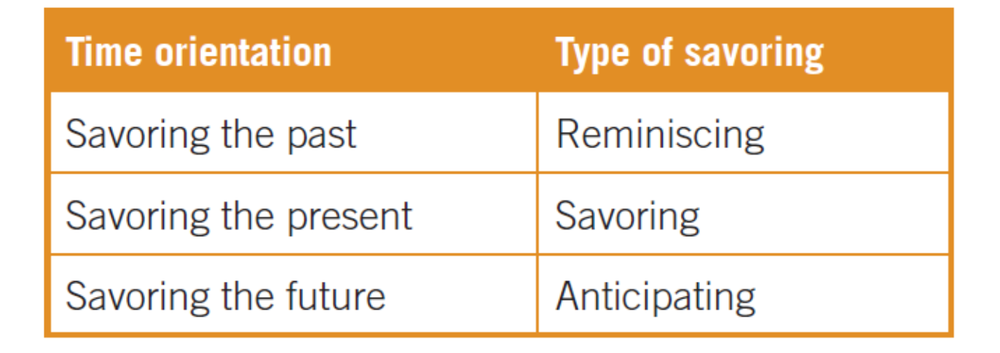 Time orientation Type of savoring
Savoring the past Reminiscing
Savoring the present Savoring
Savoring the future Anticipating